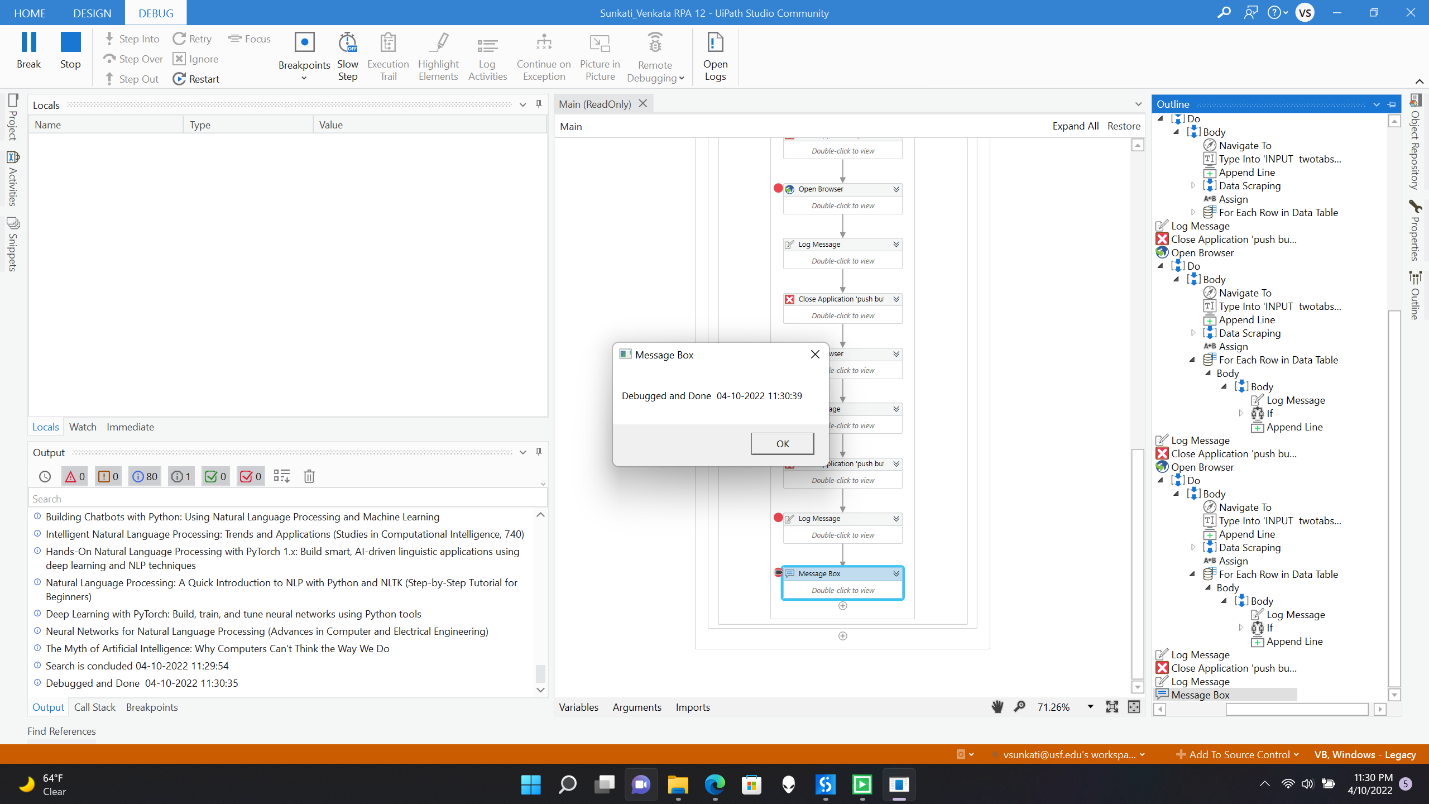 HOME DESIGN DEBUG Sunkati_Venkata RPA 12 - UiPath Studio Community VS
Break Stop Step Into Step Over Step Out Retry Ignore Restart Focus Breakpoints Slow Step Execution Trail Highlight Elements Log Activities Continue on Exception Picture in Picture Remote Debugging Open Logs
Project
Activities
Snippets
Locals
Name Type Value
Locals Watch Immediate
Output
0 0 80 1 0 0
Search
Building Chatbots with Python: Using Natural Language Processing and Machine Learning
Intelligent Natural Language Processing: Trends and Applications (Studies in Computational Intelligence, 740)
Hands-On Natural Language Processing with PyTorch 1.x: Build smart, AI-driven linguistic applications using
deep learning and NLP techniques
Natural Language Processing: A Quick Introduction to NLP with Python and NLTK (Step-by-Step Tutorial for
Beginners)
Deep Learning with PyTorch: Build, train, and tune neural networks using Python tools
Neural Networks for Natural Language Processing (Advances in Computer and Electrical Engineering)
The Myth of Artificial Intelligence: Why Computers Can't Think the Way We Do
Search is concluded 04-10-2022 11:29:54
Debugged and Done 04-10-2022 11:30:35
Output Call Stack Breakpoints
Find References
Main (ReadOnly)
Main Expand All Restore
Double-click to view
Open Browser
Double-click to view
Log Message
Double-click to view
Close Application 'push bu
Double-click to view
wser
le-click to view
age
le-click to view
pplication 'push bu
Double-click to view
Log Message
Double-click to view
Message Box
Double-click to view
Message Box
Debugged and Done 04-10-2022 11:30:39
OK
Variables Arguments Imports 71.26%
Outline
Do
Body
Navigate To
Type Into 'INPUT twotabs...
Append Line
Data Scraping
A+B Assign
For Each Row in Data Table
Log Message
Close Application 'push bu...
Open Browser
Do
Body
Navigate To
Type Into 'INPUT twotabs...
Append Line
Data Scraping
A+B Assign
For Each Row in Data Table
Body
Body
Log Message
If
Append Line
Log Message
Close Application 'push bu...
Open Browser
Do
Body
Navigate To
Type Into 'INPUT twotabs...
Append Line
Data Scraping
A+B Assign
For Each Row in Data Table
Body
Body
Log Message
If
Append Line
Log Message
Close Application 'push bu...
Log Message
Message Box
Object Repository
Properties
Outline
vsunkati@usf.edu's workspa... Add To Source Control VB, Windows - Legacy
64°F
Clear
11:30 PM
4/10/2022
5